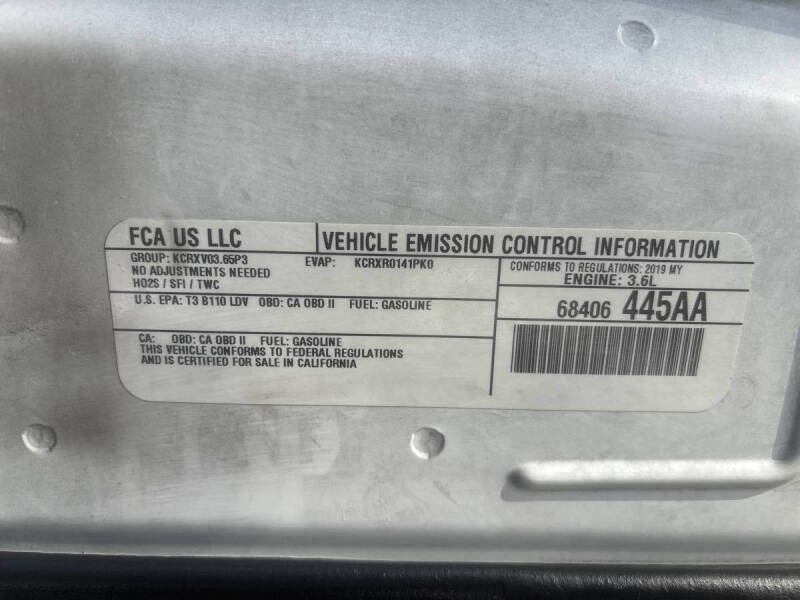 FCA US LLC
VEHICLE EMISSION CONTROL INFORMATION
GROUP: KCRXV03.65P3 EVAP: KCRXR0141PK0
NO ADJUSTMENTS NEEDED
HO2S / SFI / TWC
CONFORMS TO REGULATIONS: 2019 MY
ENGINE: 3.6L
U.S. EPA: T3 B110 LDV OBD: CA OBD II FUEL: GASOLINE
68406 445AA
CA: OBD: CA OBD II FUEL: GASOLINE
THIS VEHICLE CONFORMS TO FEDERAL REGULATIONS
AND IS CERTIFIED FOR SALE IN CALIFORNIA